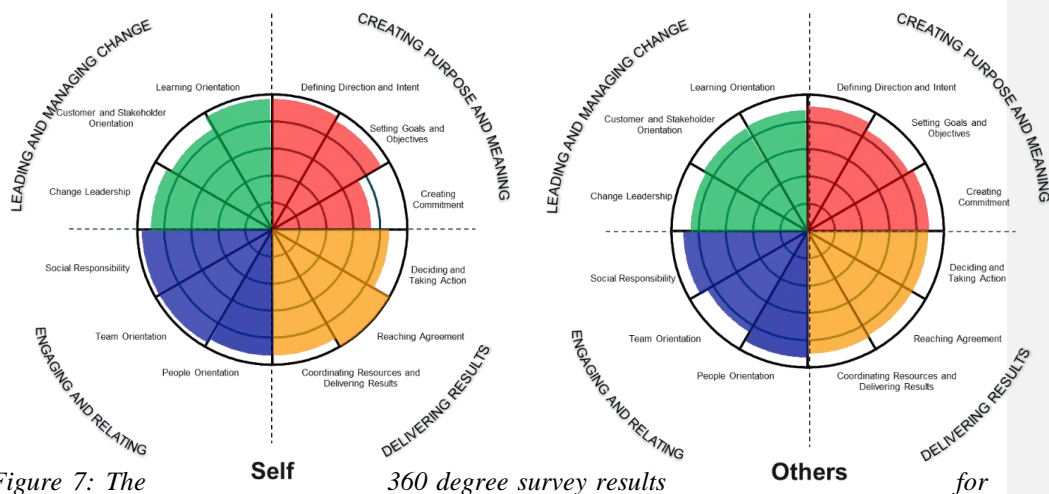 LEADING AND MANAGING CHANGE
CREATING PURPOSE AND MEANING
Learning Orientation
Defining Direction and Intent
Customer and Stakeholder
Orientation
Setting Goals and
Objectives
Change Leadership
Creating
Commitment
Social Responsibility
Deciding and
Taking Action
Team Orientation
Reaching Agreement
People Orientation
Coordinating Resources and
Delivering Results
ENGAGING AND RELATING
DELIVERING RESULTS
Self
LEADING AND MANAGING CHANGE
CREATING PURPOSE AND MEANING
Learning Orientation
Defining Direction and Intent
Customer and Stakeholder
Orientation
Setting Goals and
Objectives
Change Leadership
Creating
Commitment
Social Responsibility
Deciding and
Taking Action
Team Orientation
Reaching Agreement
People Orientation
Coordinating Resources and
Delivering Results
ENGAGING AND RELATING
DELIVERING RESULTS
Others
Figure 7: The 360 degree survey results for